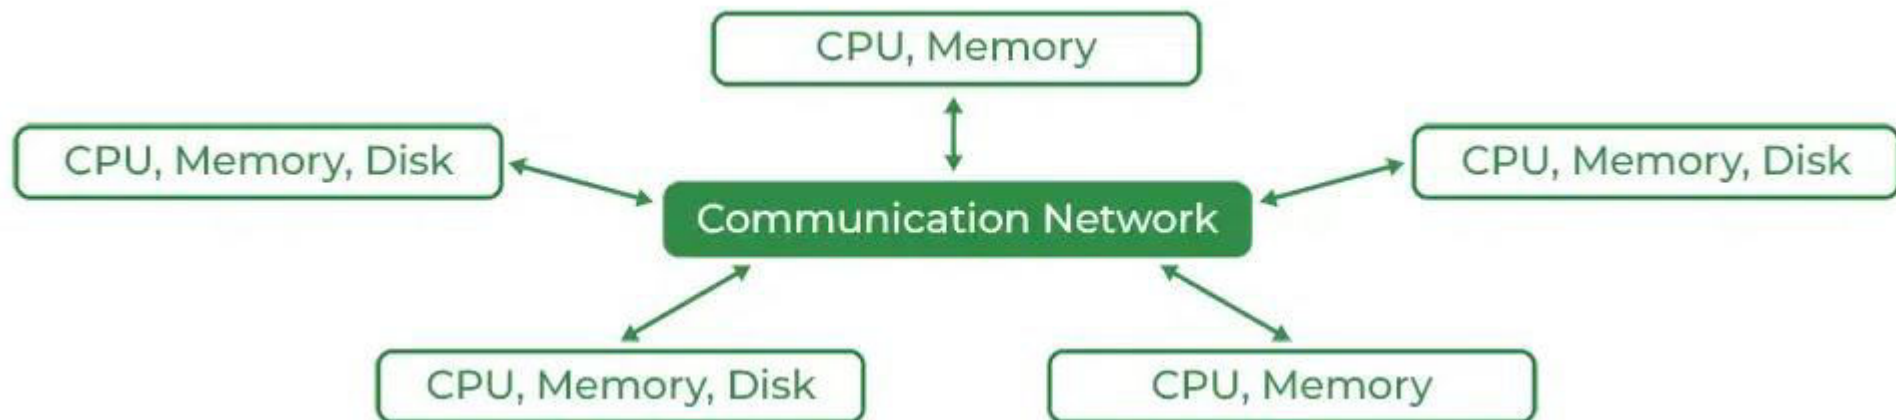 CPU, Memory
CPU, Memory, Disk
CPU, Memory, Disk
Communication Network
CPU, Memory, Disk
CPU, Memory